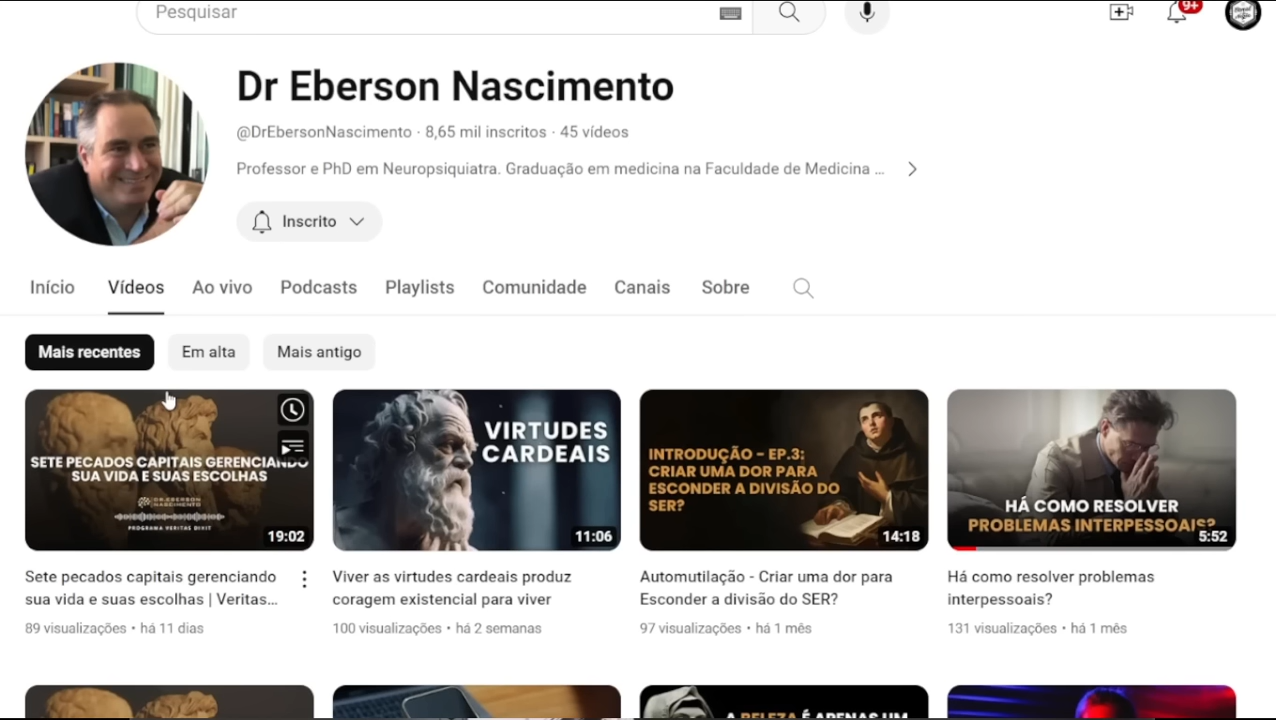 Pesquisar
9+
Dr Eberson Nascimento
@DrEbersonNascimento · 8,65 mil inscritos · 45 vídeos
Professor e PhD em Neuropsiquiatra. Graduação em medicina na Faculdade de Medicina ...
Inscrito
Início Vídeos Ao vivo Podcasts Playlists Comunidade Canais Sobre
Mais recentes Em alta Mais antigo
SETE PECADOS CAPITAIS GERENCIANDO
SUA VIDA E SUAS ESCOLHAS
DR.EBERSON
NASCIMENTO
PROGRAMA VERITAS DIVIT
19:02
VIRTUDES
CARDEAIS
11:06
INTRODUÇÃO - EP.3:
CRIAR UMA DOR PARA
ESCONDER A DIVISÃO DO
SER?
14:18
HÁ COMO RESOLVER
PROBLEMAS INTERPESSOAIS?
5:52
Sete pecados capitais gerenciando
sua vida e suas escolhas | Veritas...
89 visualizações • há 11 dias
Viver as virtudes cardeais produz
coragem existencial para viver
100 visualizações • há 2 semanas
Automutilação - Criar uma dor para
Esconder a divisão do SER?
97 visualizações • há 1 mês
Há como resolver problemas
interpessoais?
131 visualizações • há 1 mês
A BELEZA É APENAS UM